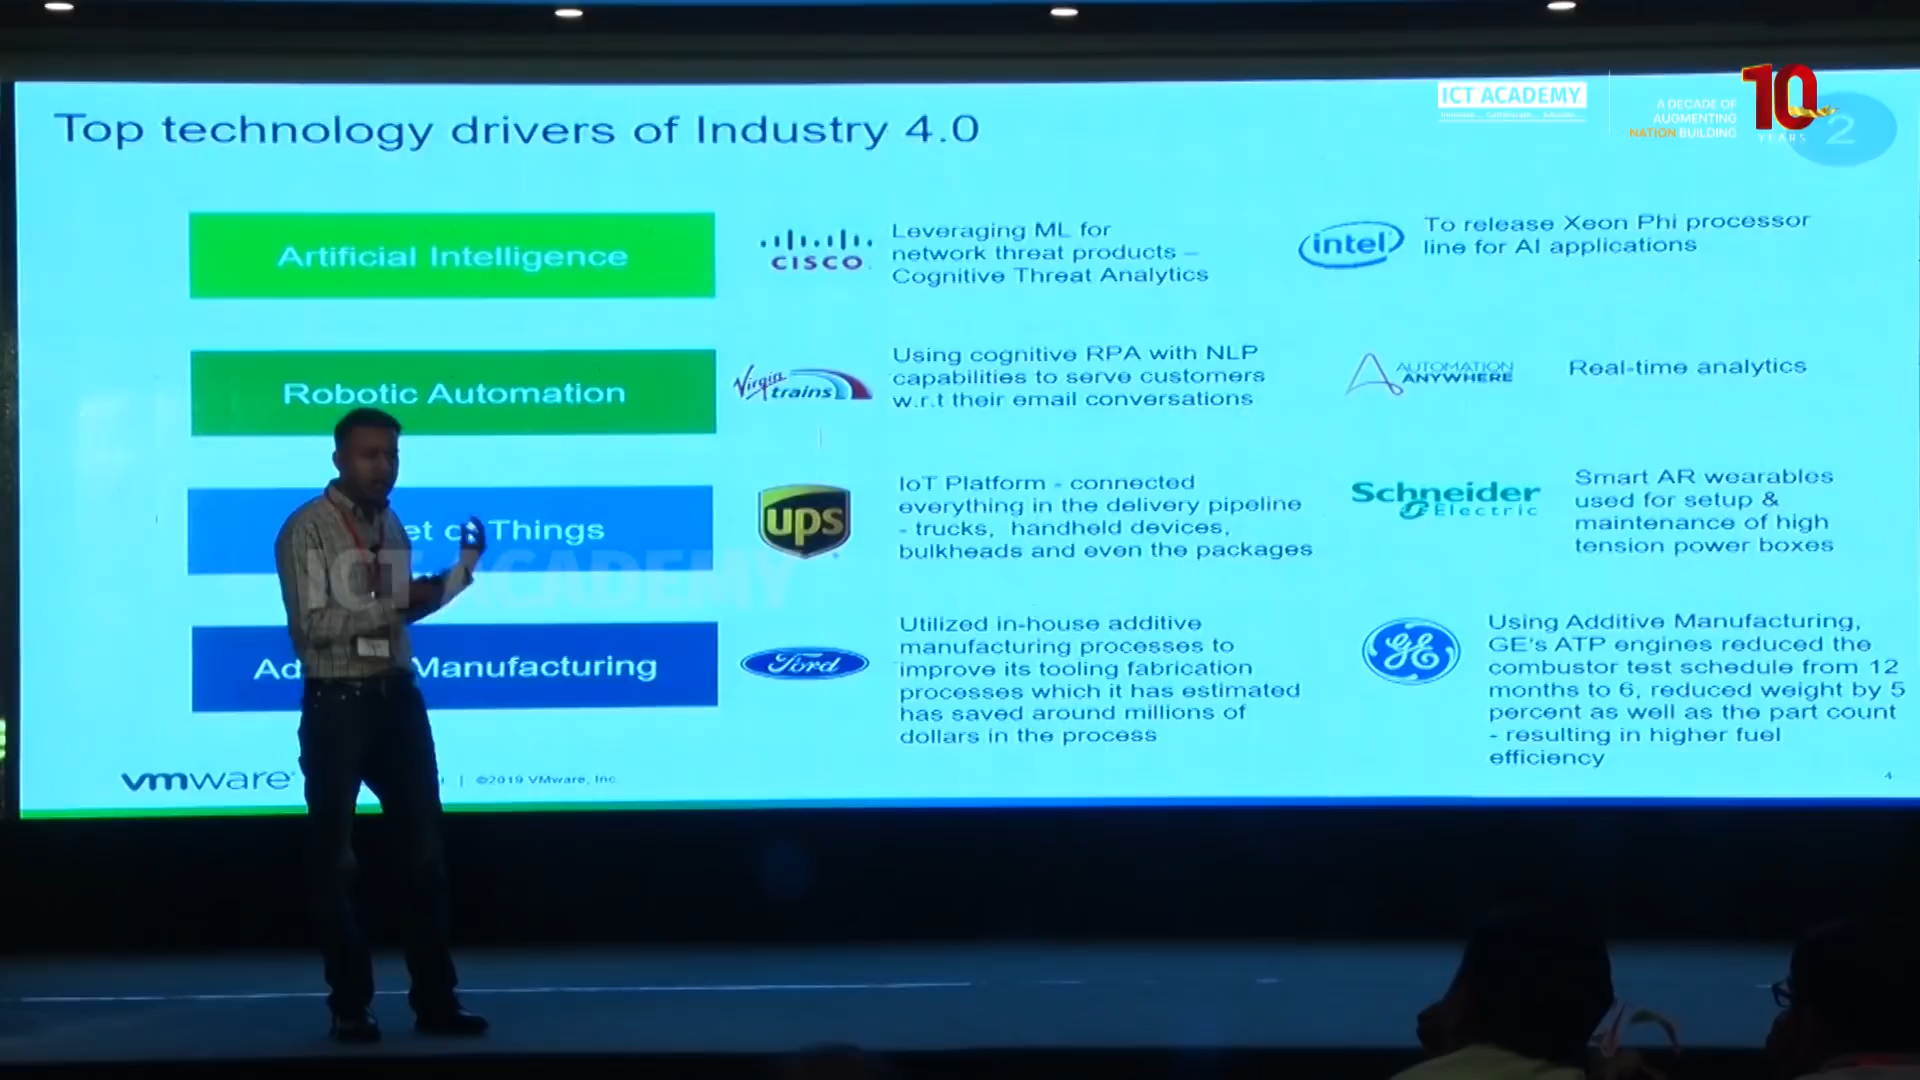 Top technology drivers of Industry 4.0
ICT ACADEMY
A DECADE OF
AUGMENTING
NATION BUILDING
10
YEARS
2
Artificial Intelligence
CISCO
Leveraging ML for
network threat products –
Cognitive Threat Analytics
intel
To release Xeon Phi processor
line for AI applications
Robotic Automation
Virgin
trains
Using cognitive RPA with NLP
capabilities to serve customers
w.r.t their email conversations
AUTOMATION
ANYWHERE
Real-time analytics
et of Things
ups
IoT Platform - connected
everything in the delivery pipeline
- trucks, handheld devices,
bulkheads and even the packages
Schneider
Electric
Smart AR wearables
used for setup &
maintenance of high
tension power boxes
ICT ACADEMY
Ad Manufacturing
Ford
Utilized in-house additive
manufacturing processes to
improve its tooling fabrication
processes which it has estimated
has saved around millions of
dollars in the process
GE
Using Additive Manufacturing,
GE's ATP engines reduced the
combustor test schedule from 12
months to 6, reduced weight by 5
percent as well as the part count
- resulting in higher fuel
efficiency
vmware
| ©2019 VMware, Inc.
4